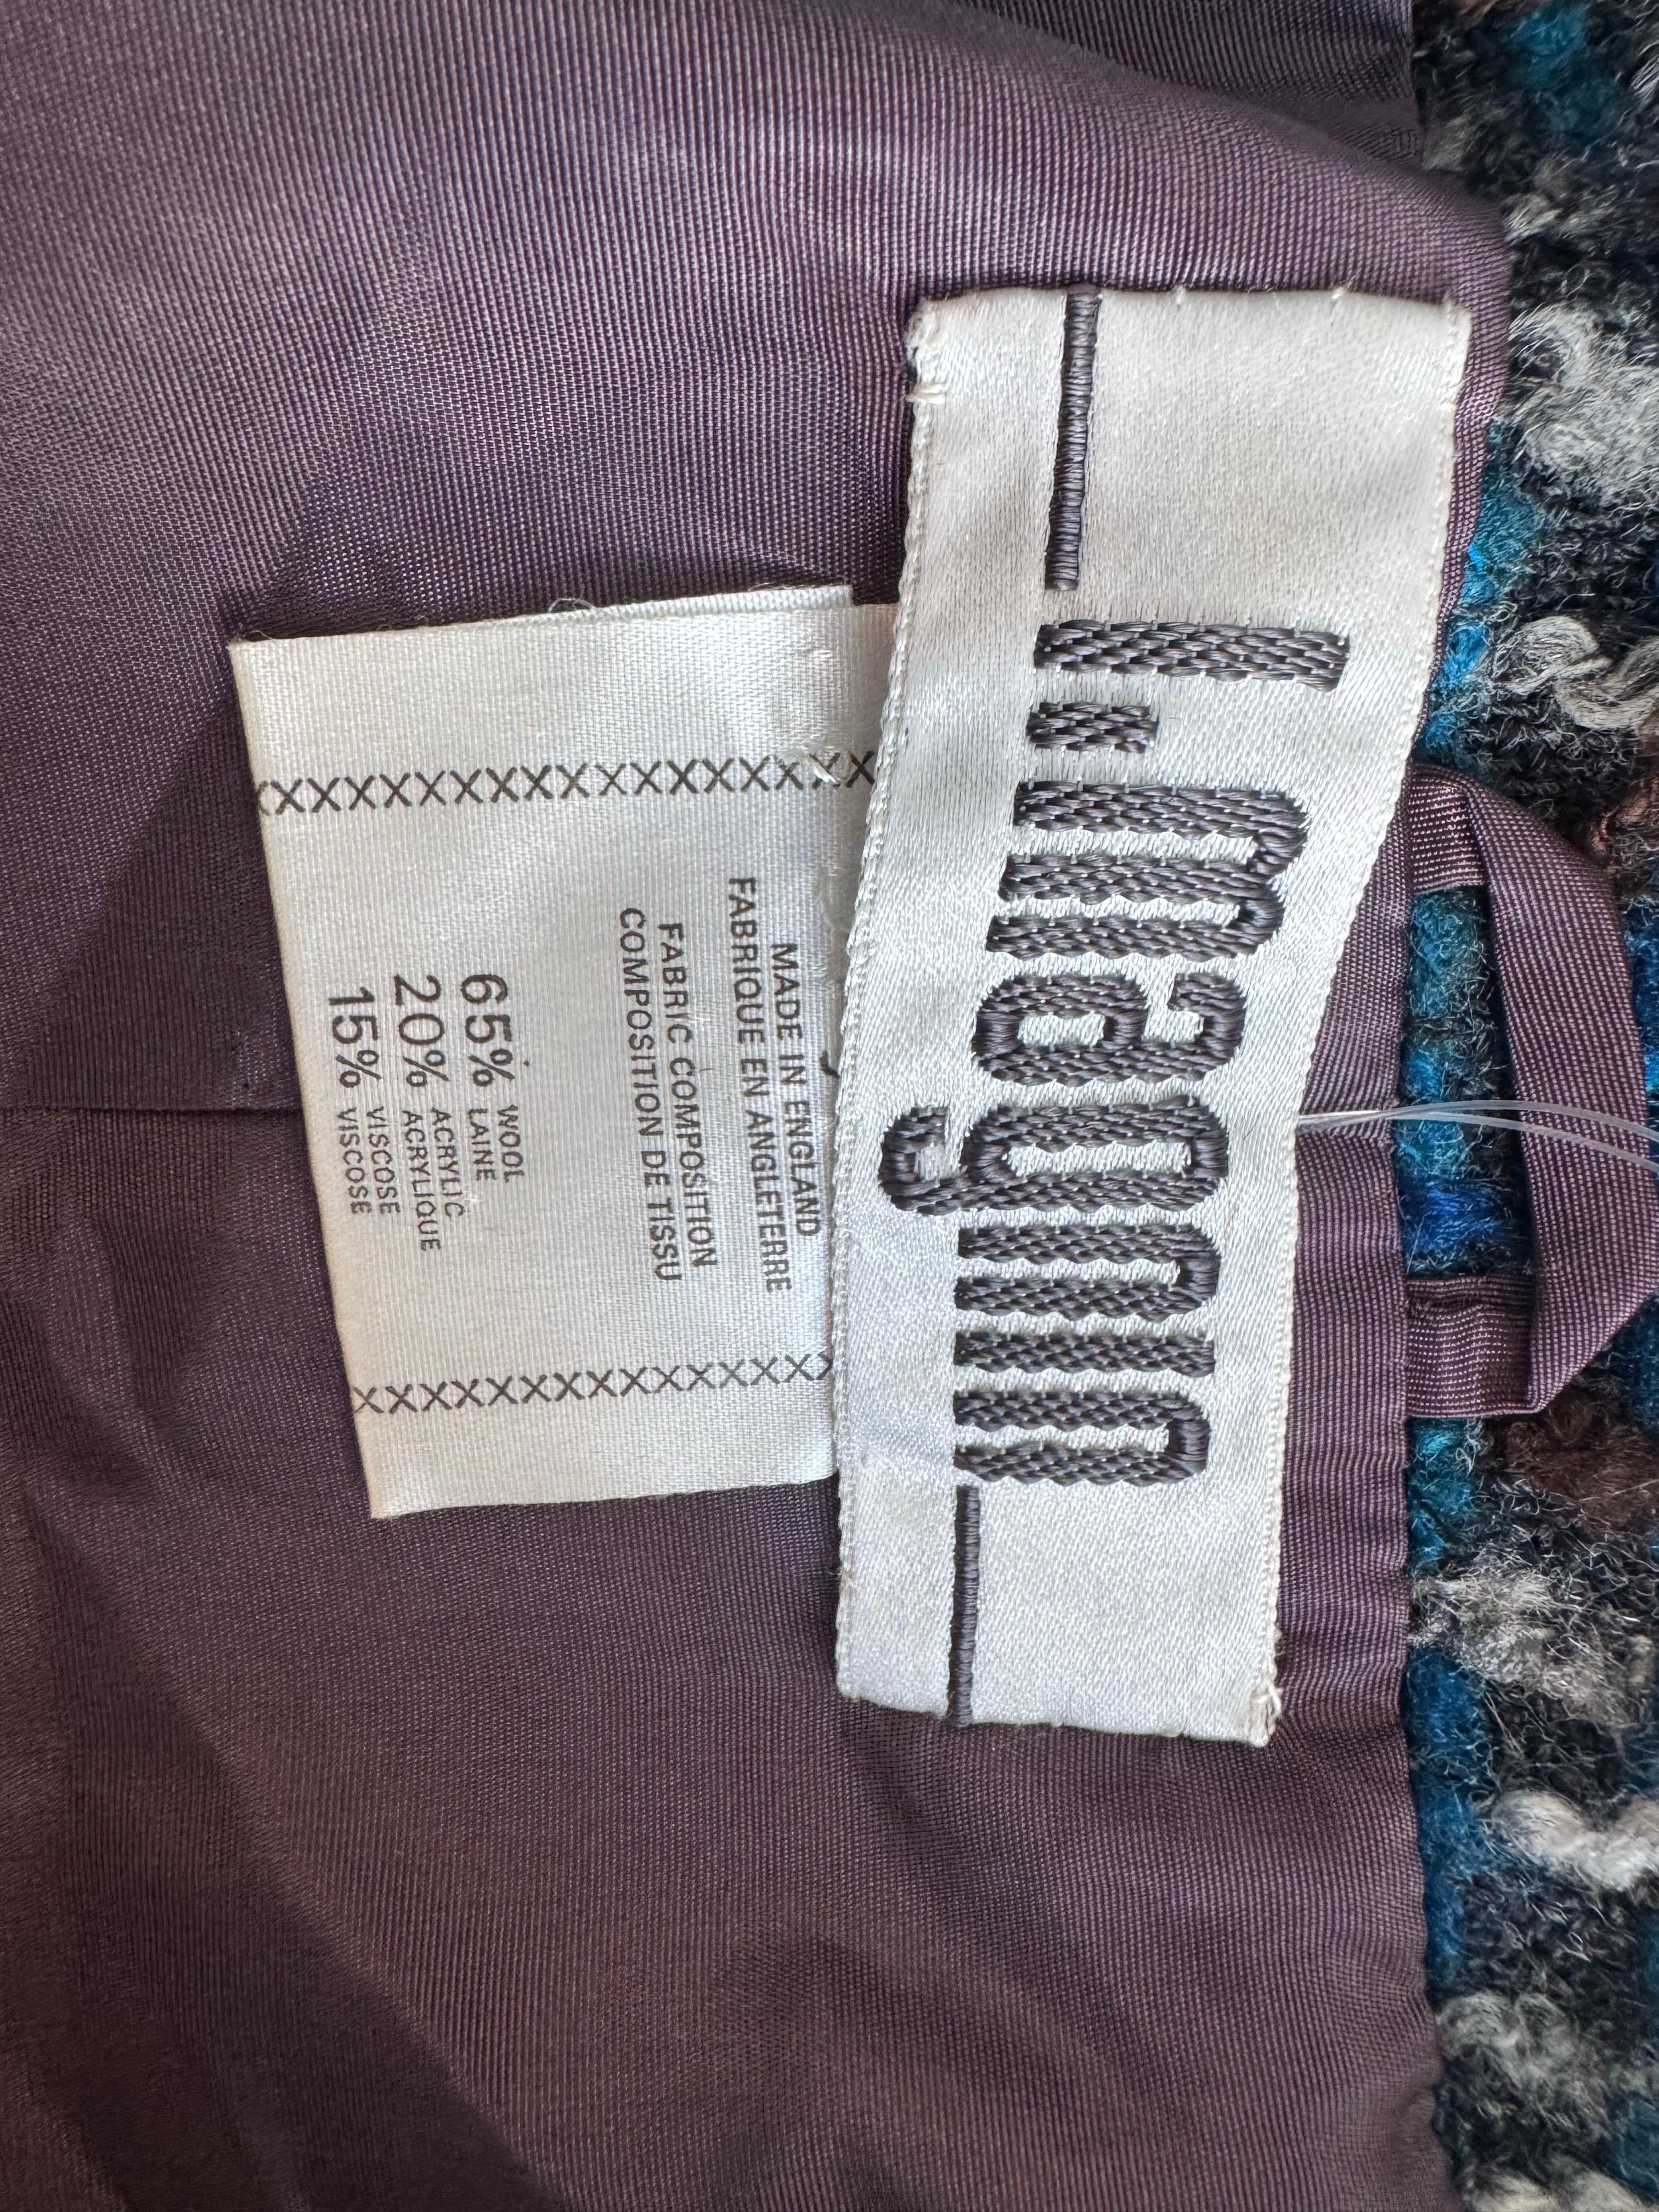 I.magnin
MADE IN ENGLAND
FABRIQUE EN ANGLETERRE
FABRIC COMPOSITION
COMPOSITION DE TISSU
65% WOOL
LAINE
20% ACRYLIC
ACRYLIQUE
15% VISCOSE
VISCOSE